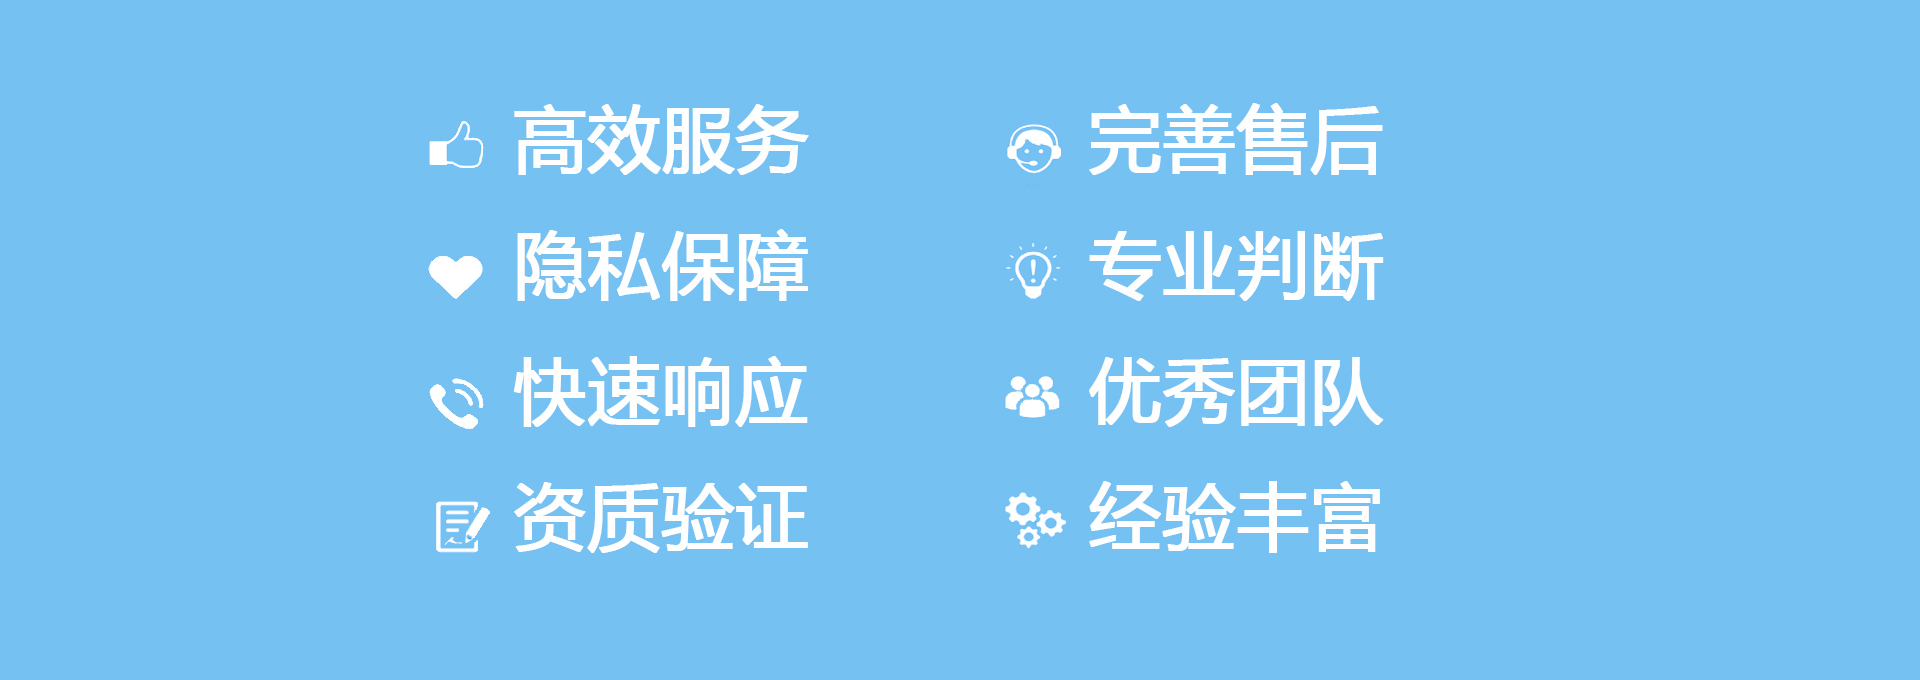 高效服务
完善售后
隐私保障
专业判断
快速响应
优秀团队
资质验证
经验丰富